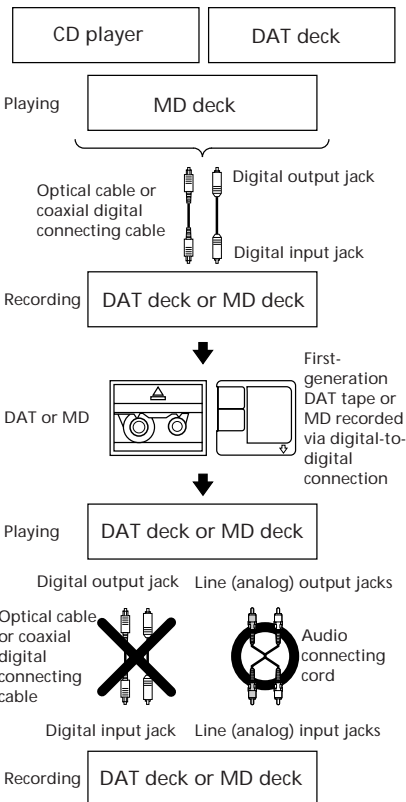 CD player
DAT deck
Playing
MD deck
Optical cable or
coaxial digital
connecting cable
Digital output jack
Digital input jack
Recording
DAT deck or MD deck
DAT or MD
First-
generation
DAT tape or
MD recorded
via digital-to-
digital
connection
Playing
DAT deck or MD deck
Digital output jack
Line (analog) output jacks
Optical cable
or coaxial
digital
connecting
cable
Audio
connecting
cord
Digital input jack
Line (analog) input jacks
Recording
DAT deck or MD deck